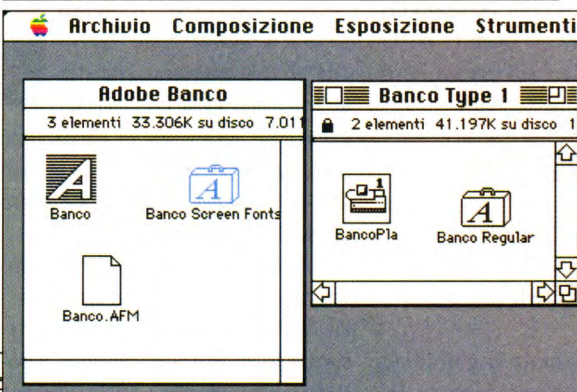 Archivio Composizione Esposizione Strumenti
Adobe Banco
3 elementi 33.306K su disco 7.011
Banco
Banco Screen Fonts
Banco.AFM
Banco Type 1
2 elementi 41.197K su disco 1
1
BancoPla
Banco Regular